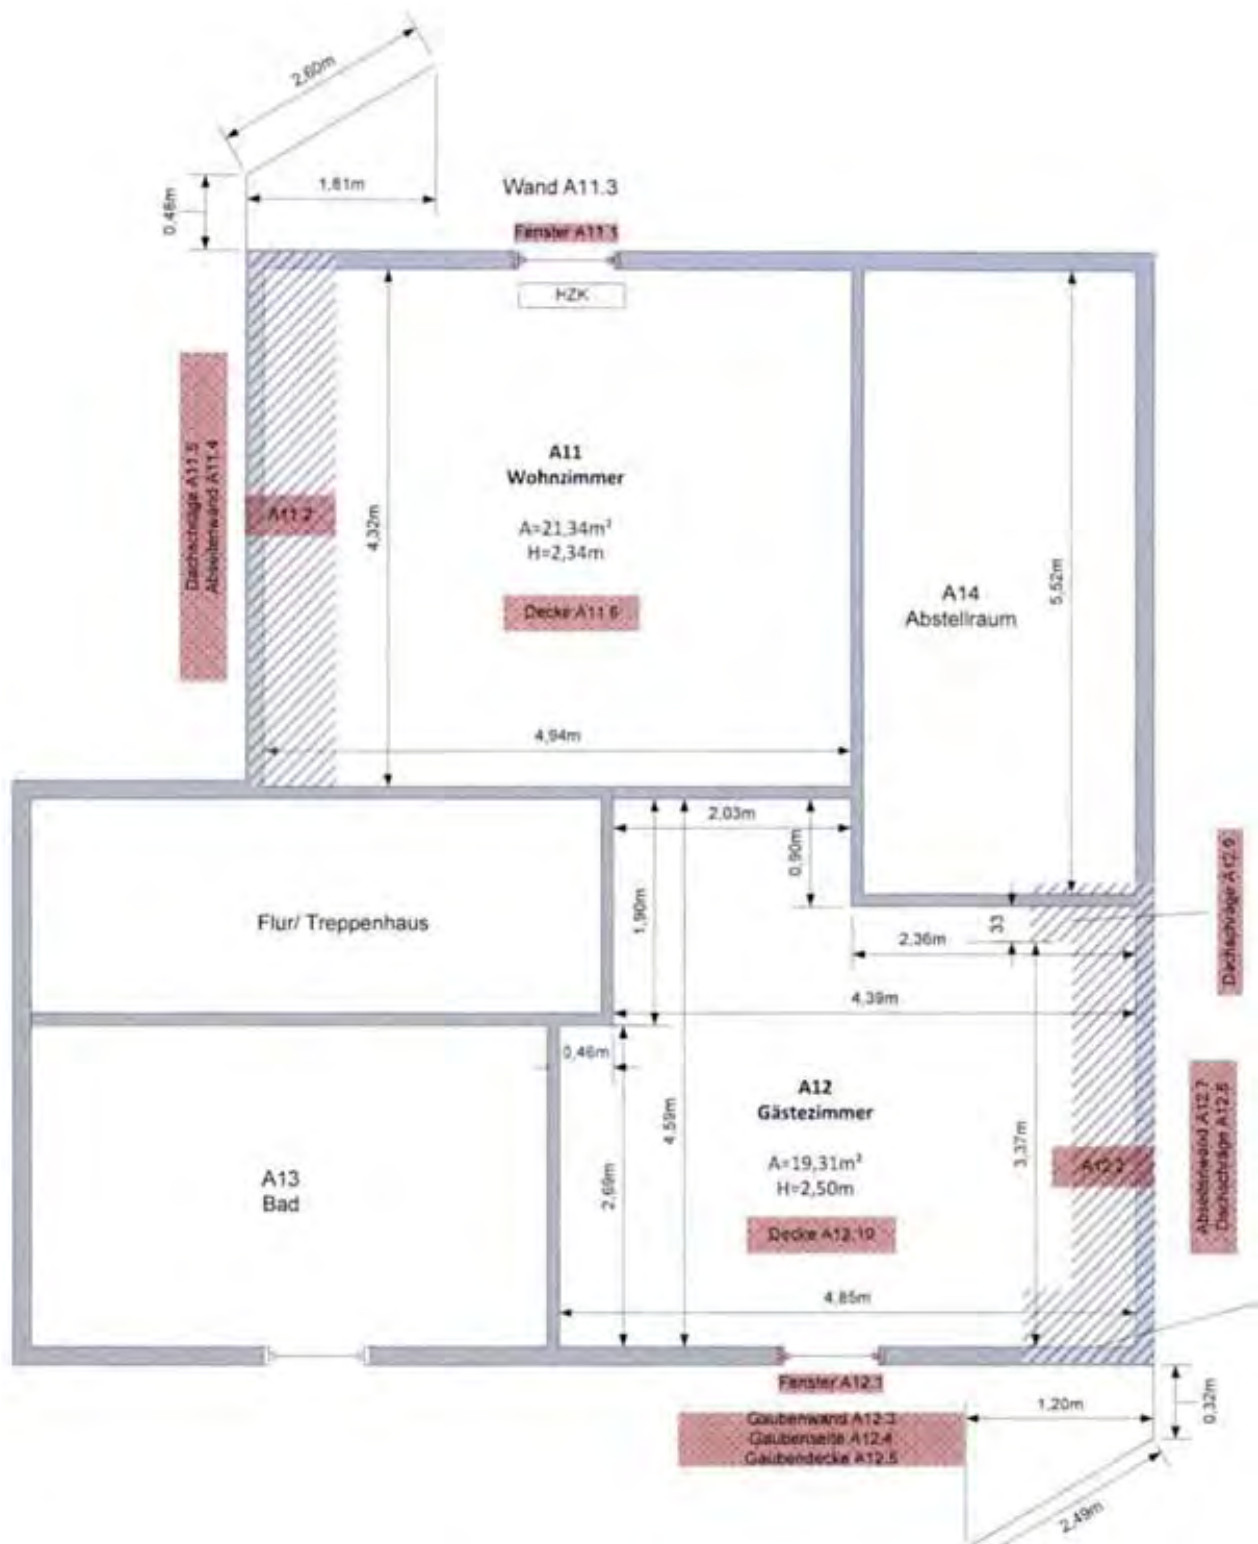 2,60m
1,81m
0,48m
Wand A11.3
Fenster A11.1
HZK
Dachschräge A11.5
Abseitenwand A11.4
A11.2
4,32m
A11
Wohnzimmer
A=21,34m²
H=2,34m
Decke A11.6
A14
Abstellraum
5,52m
4,94m
2,03m
0,90m
1,90m
Flur/ Treppenhaus
33
2,36m
Dachschräge A12.9
4,39m
0,46m
4,59m
2,69m
A12
Gästezimmer
A=19,31m²
H=2,50m
Decke A12.10
3,37m
A12.2
Abseitenwand A12.7
A13
Bad
4,85m
Fenster A12.1
Gaubenwand A12.3
Gaubenseite A12.4
Gaubendecke A12.5
1,20m
0,32m
2,49m